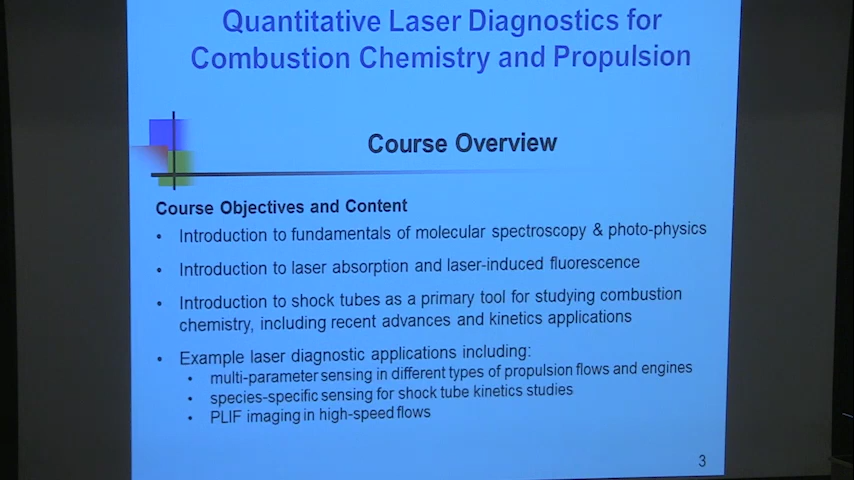 Quantitative Laser Diagnostics for
Combustion Chemistry and Propulsion
Course Overview
Course Objectives and Content
• Introduction to fundamentals of molecular spectroscopy & photo-physics
• Introduction to laser absorption and laser-induced fluorescence
• Introduction to shock tubes as a primary tool for studying combustion
chemistry, including recent advances and kinetics applications
• Example laser diagnostic applications including:
• multi-parameter sensing in different types of propulsion flows and engines
• species-specific sensing for shock tube kinetics studies
• PLIF imaging in high-speed flows
3